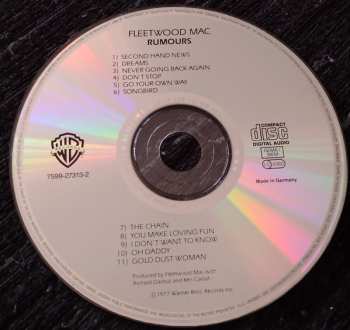 FLEETWOOD MAC
RUMOURS
1) SECOND HAND NEWS
2) DREAMS
3) NEVER GOING BACK AGAIN
4) DON'T STOP
5) GO YOUR OWN WAY
6) SONGBIRD
WB
7599-27313-2
COMPACT
disc
DIGITAL AUDIO
Made in Germany
7) THE CHAIN
8) YOU MAKE LOVING FUN
9) I DON'T WANT TO KNOW
10) OH DADDY
11) GOLD DUST WOMAN
Produced by Fleetwood Mac with
Richard Dashut and Ken Caillat
℗ 1977 Warner Bros. Records Inc.